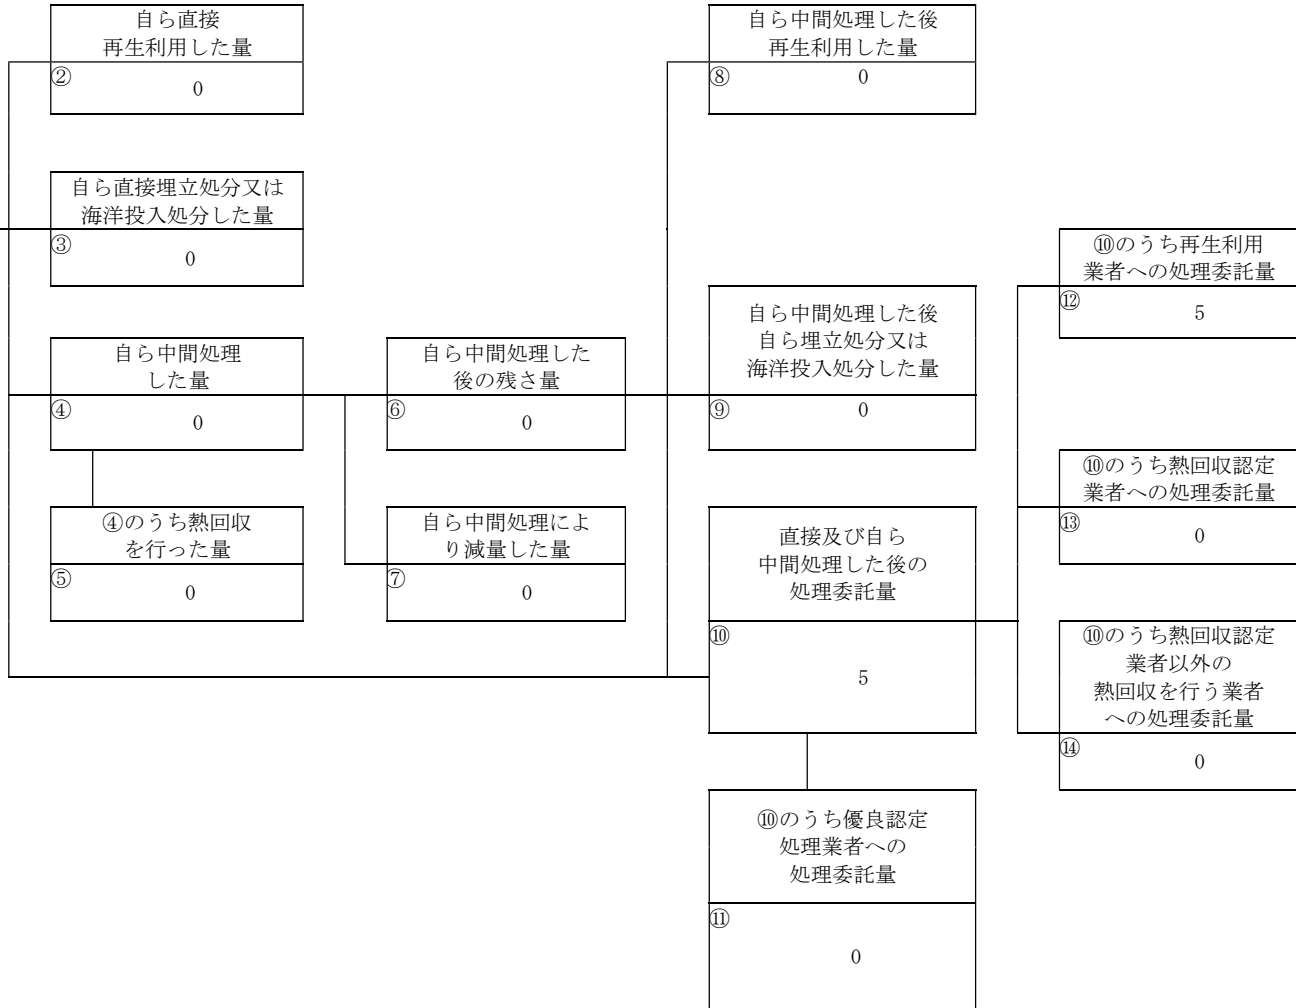 自ら直接
再生利用した量
②
0
自ら直接埋立処分又は
海洋投入処分した量
③
0
自ら中間処理
した量
④
0
④のうち熱回収
を行った量
⑤
0
自ら中間処理した
後の残さ量
⑥
0
自ら中間処理によ
り減量した量
⑦
0
自ら中間処理した後
再生利用した量
⑧
0
自ら中間処理した後
自ら埋立処分又は
海洋投入処分した量
⑨
0
直接及び自ら
中間処理した後の
処理委託量
⑩
5
⑩のうち優良認定
処理業者への
処理委託量
⑪
0
⑩のうち再生利用
業者への処理委託量
⑫
5
⑩のうち熱回収認定
業者への処理委託量
⑬
0
⑩のうち熱回収認定
業者以外の
熱回収を行う業者
への処理委託量
⑭
0